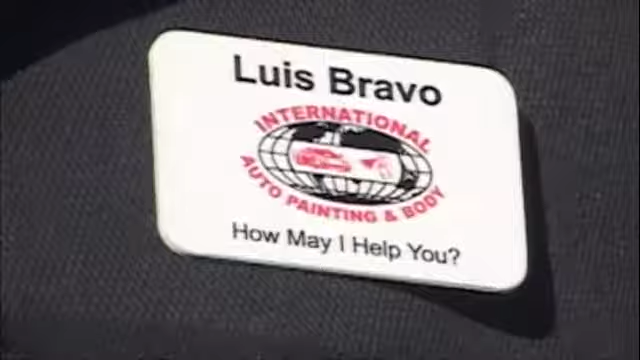 Luis Bravo
INTERNATIONAL
AUTO PAINTING & BODY
How May I Help You?